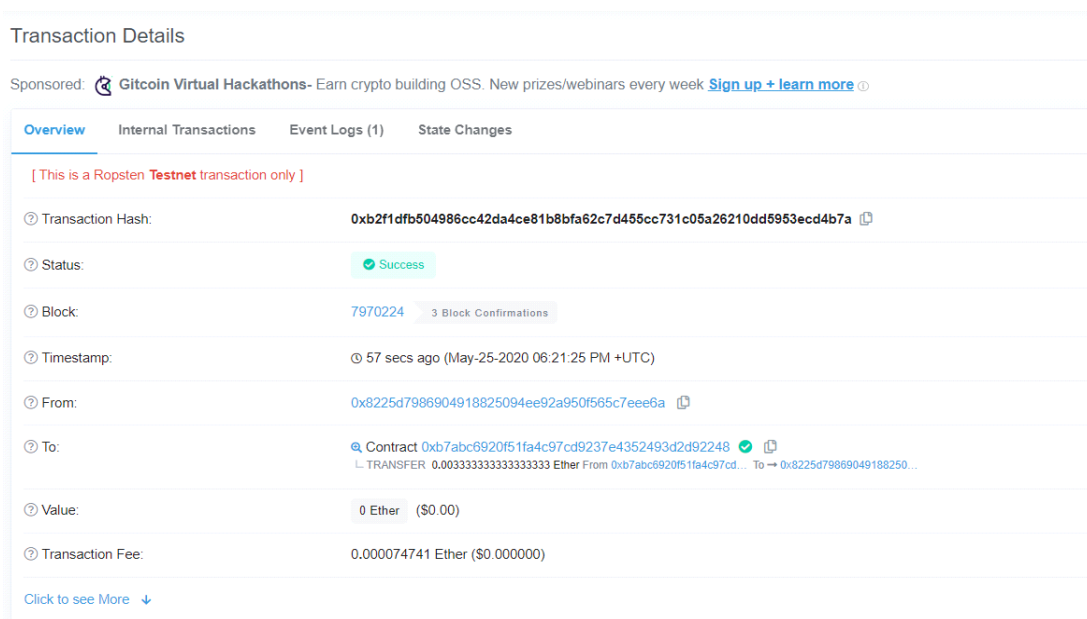 Transaction Details
Sponsored: Gitcoin Virtual Hackathons- Earn crypto building OSS. New prizes/webinars every week Sign up + learn more
Overview Internal Transactions Event Logs (1) State Changes
[ This is a Ropsten Testnet transaction only ]
Transaction Hash: 0xb2f1dfb504986cc42da4ce81b8bfa62c7d455cc731c05a26210dd5953ecd4b7a
Status: Success
Block: 7970224 3 Block Confirmations
Timestamp: 57 secs ago (May-25-2020 06:21:25 PM +UTC)
From: 0x8225d7986904918825094ee92a950f565c7eee6a
To: Contract 0xb7abc6920f51fa4c97cd9237e4352493d2d92248
TRANSFER 0.003333333333333333 Ether From 0xb7abc6920f51fa4c97cd... To → 0x8225d79869049188250...
Value: 0 Ether ($0.00)
Transaction Fee: 0.000074741 Ether ($0.000000)
Click to see More ↓